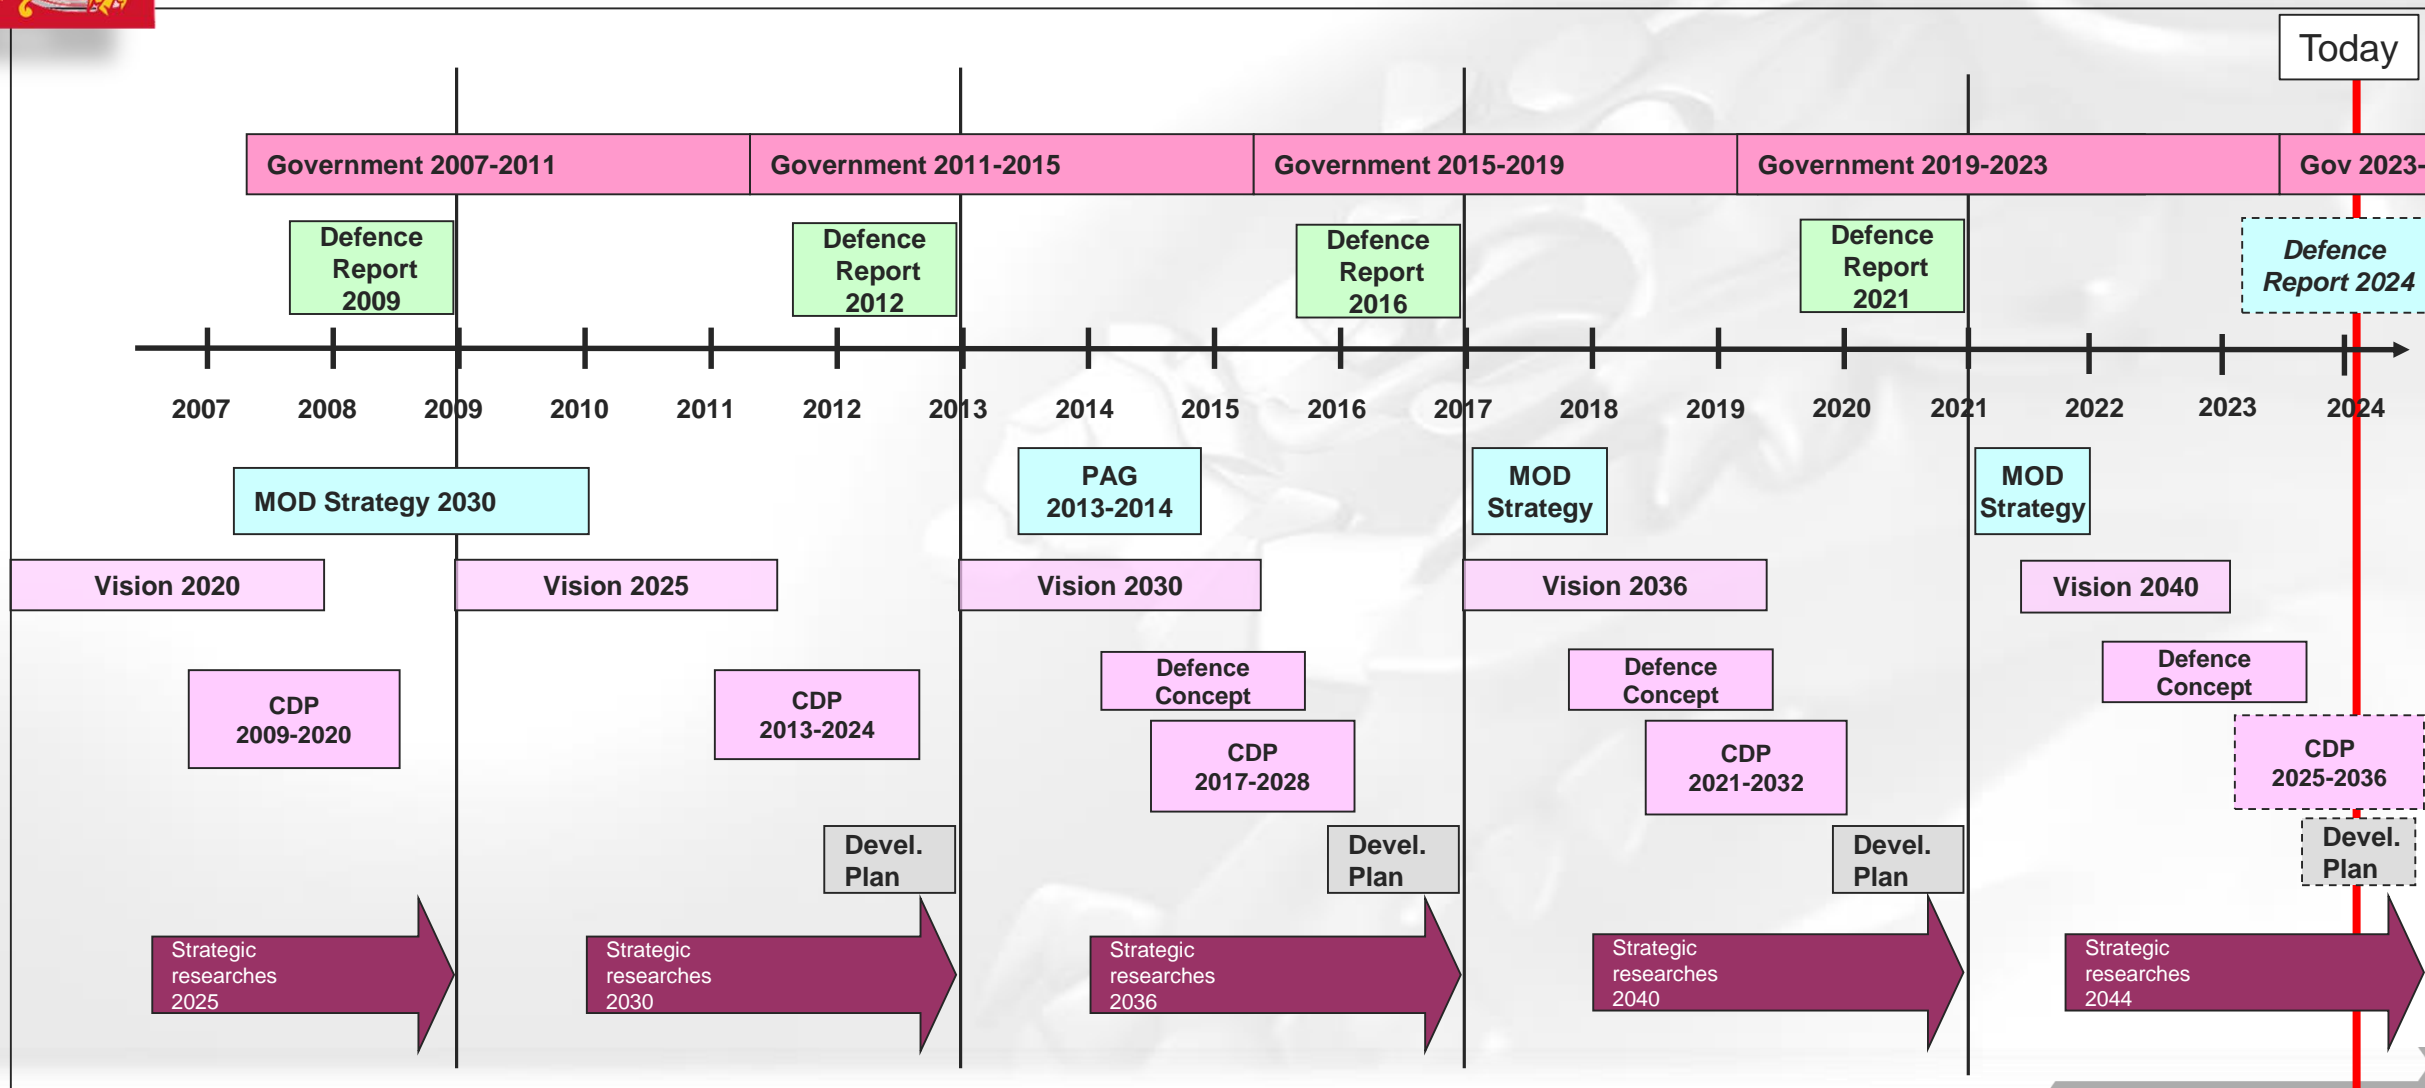 Today
Government 2007-2011
Government 2011-2015
Government 2015-2019
Government 2019-2023
Gov 2023-
Defence
Report
2009
Defence
Report
2012
Defence
Report
2016
Defence
Report
2021
Defence
Report 2024
2007
2008
2009
2010
2011
2012
2013
2014
2015
2016
2017
2018
2019
2020
2021
2022
2023
2024
MOD Strategy 2030
PAG
2013-2014
MOD
Strategy
MOD
Strategy
Vision 2020
Vision 2025
Vision 2030
Vision 2036
Vision 2040
CDP
2009-2020
CDP
2013-2024
Defence
Concept
CDP
2017-2028
Defence
Concept
CDP
2021-2032
Defence
Concept
CDP
2025-2036
Devel.
Plan
Devel.
Plan
Devel.
Plan
Devel.
Plan
Strategic
researches
2025
Strategic
researches
2030
Strategic
researches
2036
Strategic
researches
2040
Strategic
researches
2044